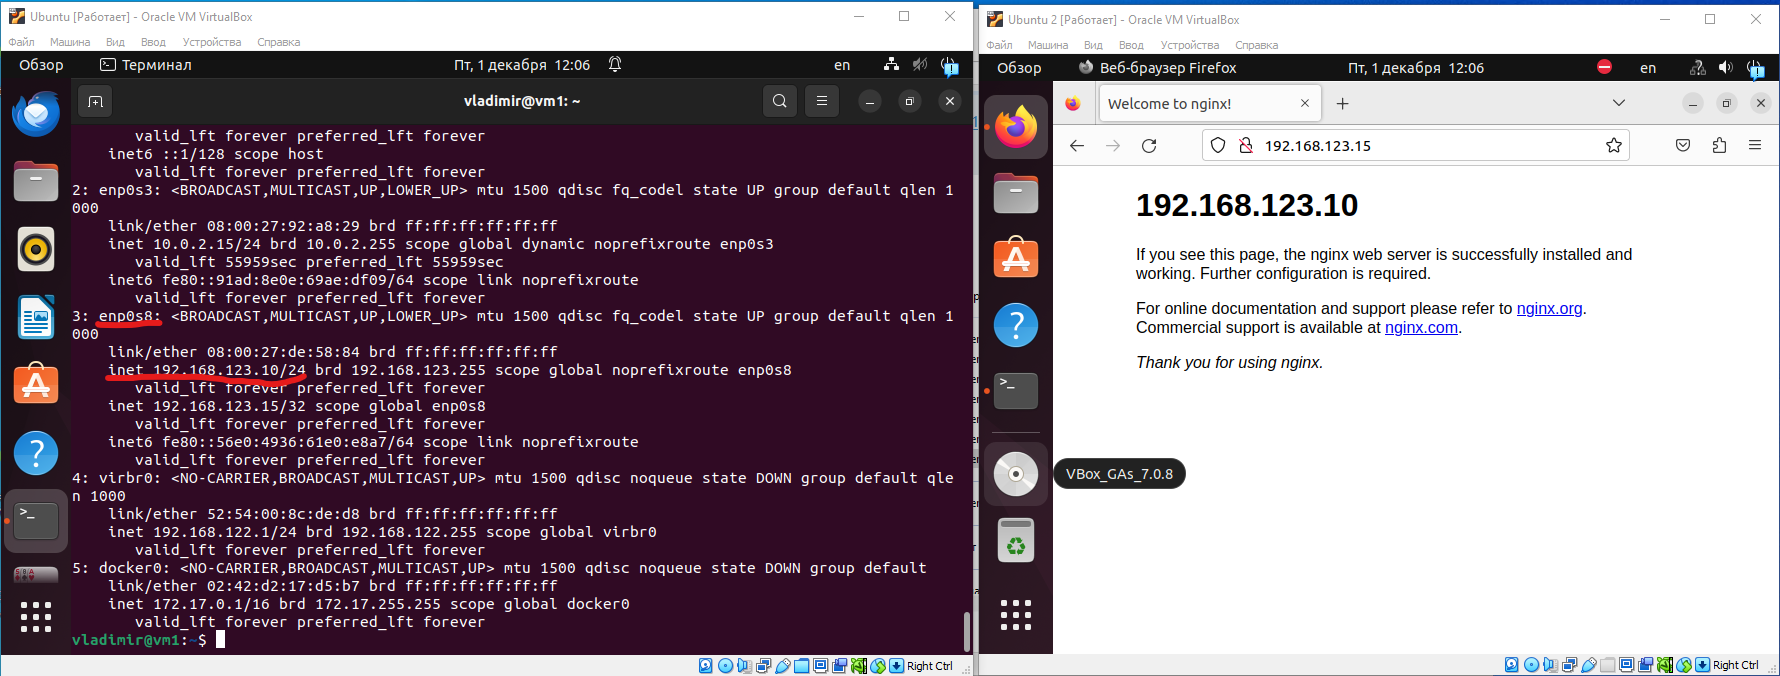 Ubuntu [Работает] - Oracle VM VirtualBox
Файл Машина Вид Ввод Устройства Справка
Обзор Терминал Пт, 1 декабря 12:06 en
vladimir@vm1: ~
valid_lft forever preferred_lft forever
inet6 ::1/128 scope host
valid_lft forever preferred_lft forever
2: enp0s3: <BROADCAST,MULTICAST,UP,LOWER_UP> mtu 1500 qdisc fq_codel state UP group default qlen 1
000
link/ether 08:00:27:92:a8:29 brd ff:ff:ff:ff:ff:ff
inet 10.0.2.15/24 brd 10.0.2.255 scope global dynamic noprefixroute enp0s3
valid_lft 55959sec preferred_lft 55959sec
inet6 fe80::91ad:8e0e:69ae:df09/64 scope link noprefixroute
valid_lft forever preferred_lft forever
3: enp0s8: <BROADCAST,MULTICAST,UP,LOWER_UP> mtu 1500 qdisc fq_codel state UP group default qlen 1
000
link/ether 08:00:27:de:58:84 brd ff:ff:ff:ff:ff:ff
inet 192.168.123.10/24 brd 192.168.123.255 scope global noprefixroute enp0s8
valid_lft forever preferred_lft forever
inet 192.168.123.15/32 scope global enp0s8
valid_lft forever preferred_lft forever
inet6 fe80::56e0:4936:61e0:e8a7/64 scope link noprefixroute
valid_lft forever preferred_lft forever
4: virbr0: <NO-CARRIER,BROADCAST,MULTICAST,UP> mtu 1500 qdisc noqueue state DOWN group default qle
n 1000
link/ether 52:54:00:8c:de:d8 brd ff:ff:ff:ff:ff:ff
inet 192.168.122.1/24 brd 192.168.122.255 scope global virbr0
valid_lft forever preferred_lft forever
5: docker0: <NO-CARRIER,BROADCAST,MULTICAST,UP> mtu 1500 qdisc noqueue state DOWN group default
link/ether 02:42:d2:17:d5:b7 brd ff:ff:ff:ff:ff:ff
inet 172.17.0.1/16 brd 172.17.255.255 scope global docker0
valid_lft forever preferred_lft forever
vladimir@vm1:~$
Right Ctrl
Ubuntu 2 [Работает] - Oracle VM VirtualBox
Файл Машина Вид Ввод Устройства Справка
Обзор Веб-браузер Firefox Пт, 1 декабря 12:06 en
Welcome to nginx!
192.168.123.15
192.168.123.10
If you see this page, the nginx web server is successfully installed and
working. Further configuration is required.
For online documentation and support please refer to nginx.org.
Commercial support is available at nginx.com.
Thank you for using nginx.
VBox_GAs_7.0.8
Right Ctrl